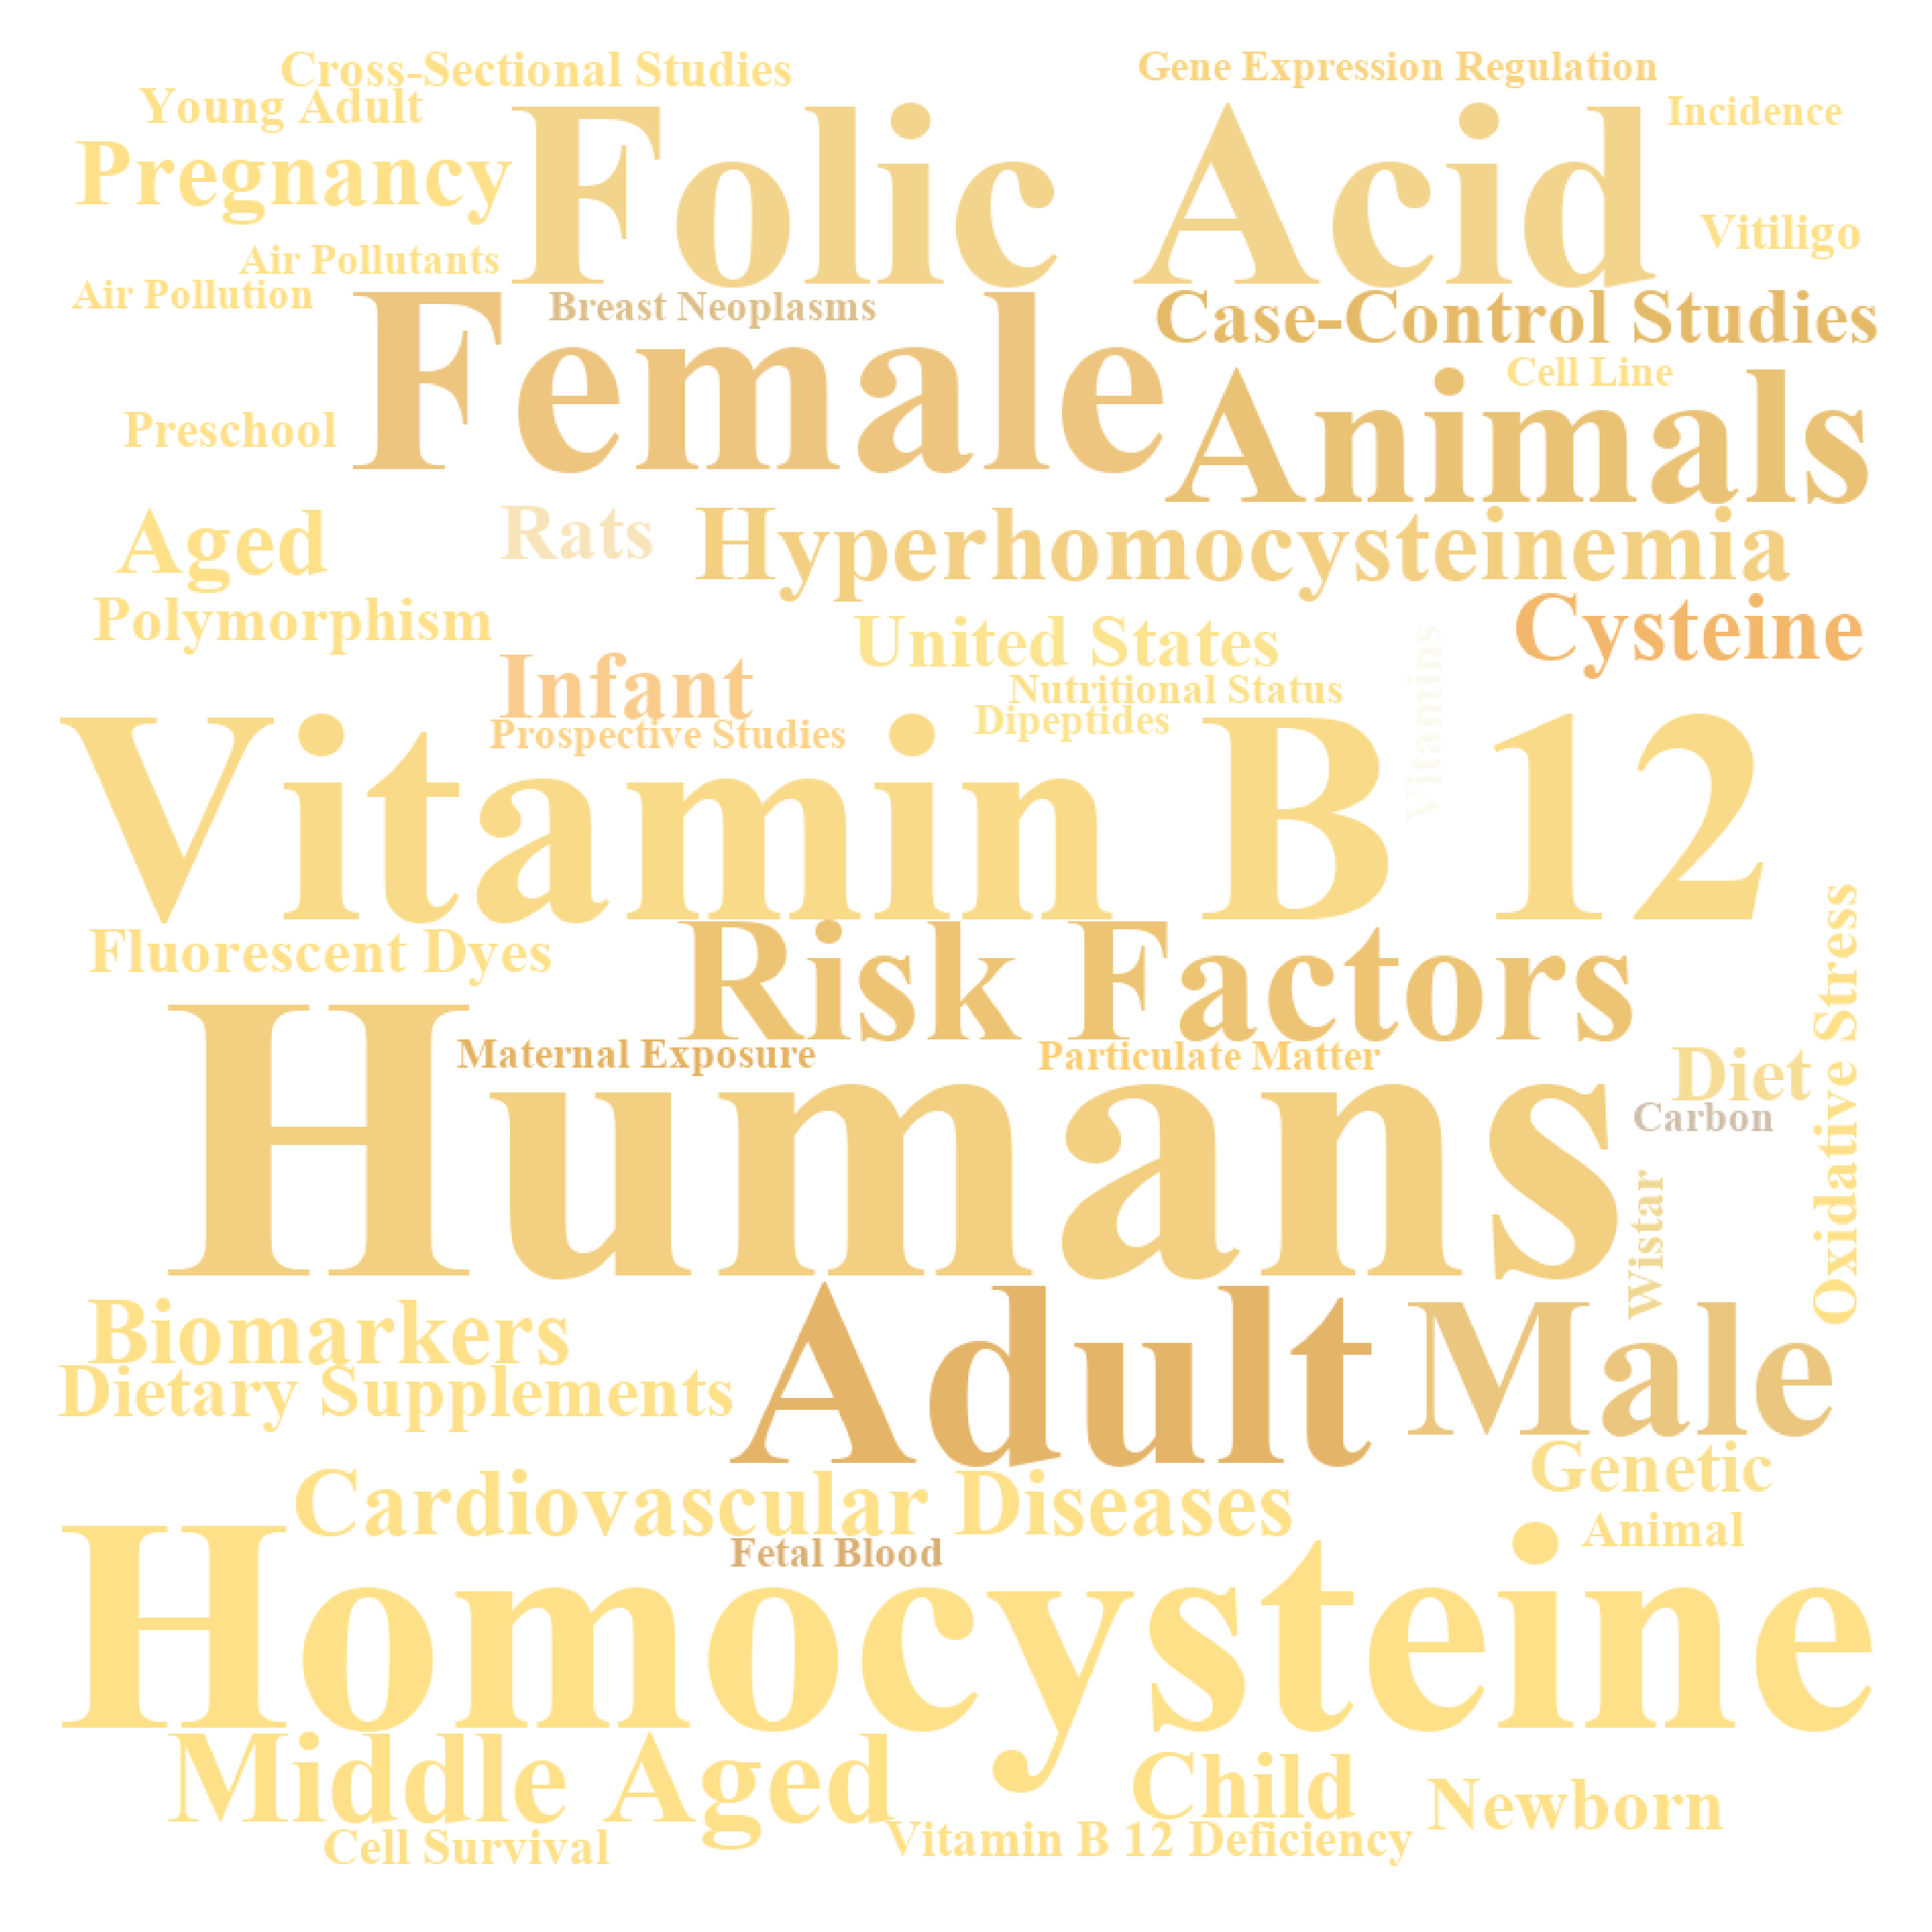 Cross-Sectional Studies
Gene Expression Regulation
Young Adult
Incidence
Folic Acid
Pregnancy
Vitiligo
Air Pollutants
Air Pollution
Breast Neoplasms
Case-Control Studies
Female
Cell Line
Animals
Preschool
Aged
Rats
Hyperhomocysteinemia
Polymorphism
United States
Cysteine
Infant
Nutritional Status
Vitamins
Prospective Studies
Dipeptides
Vitamin B 12
Fluorescent Dyes
Risk Factors
Oxidative Stress
Maternal Exposure
Particulate Matter
Diet
Carbon
Humans
Wistar
Biomarkers
Adult
Male
Dietary Supplements
Genetic
Cardiovascular Diseases
Animal
Fetal Blood
Homocysteine
Middle Aged
Child
Newborn
Cell Survival
Vitamin B 12 Deficiency